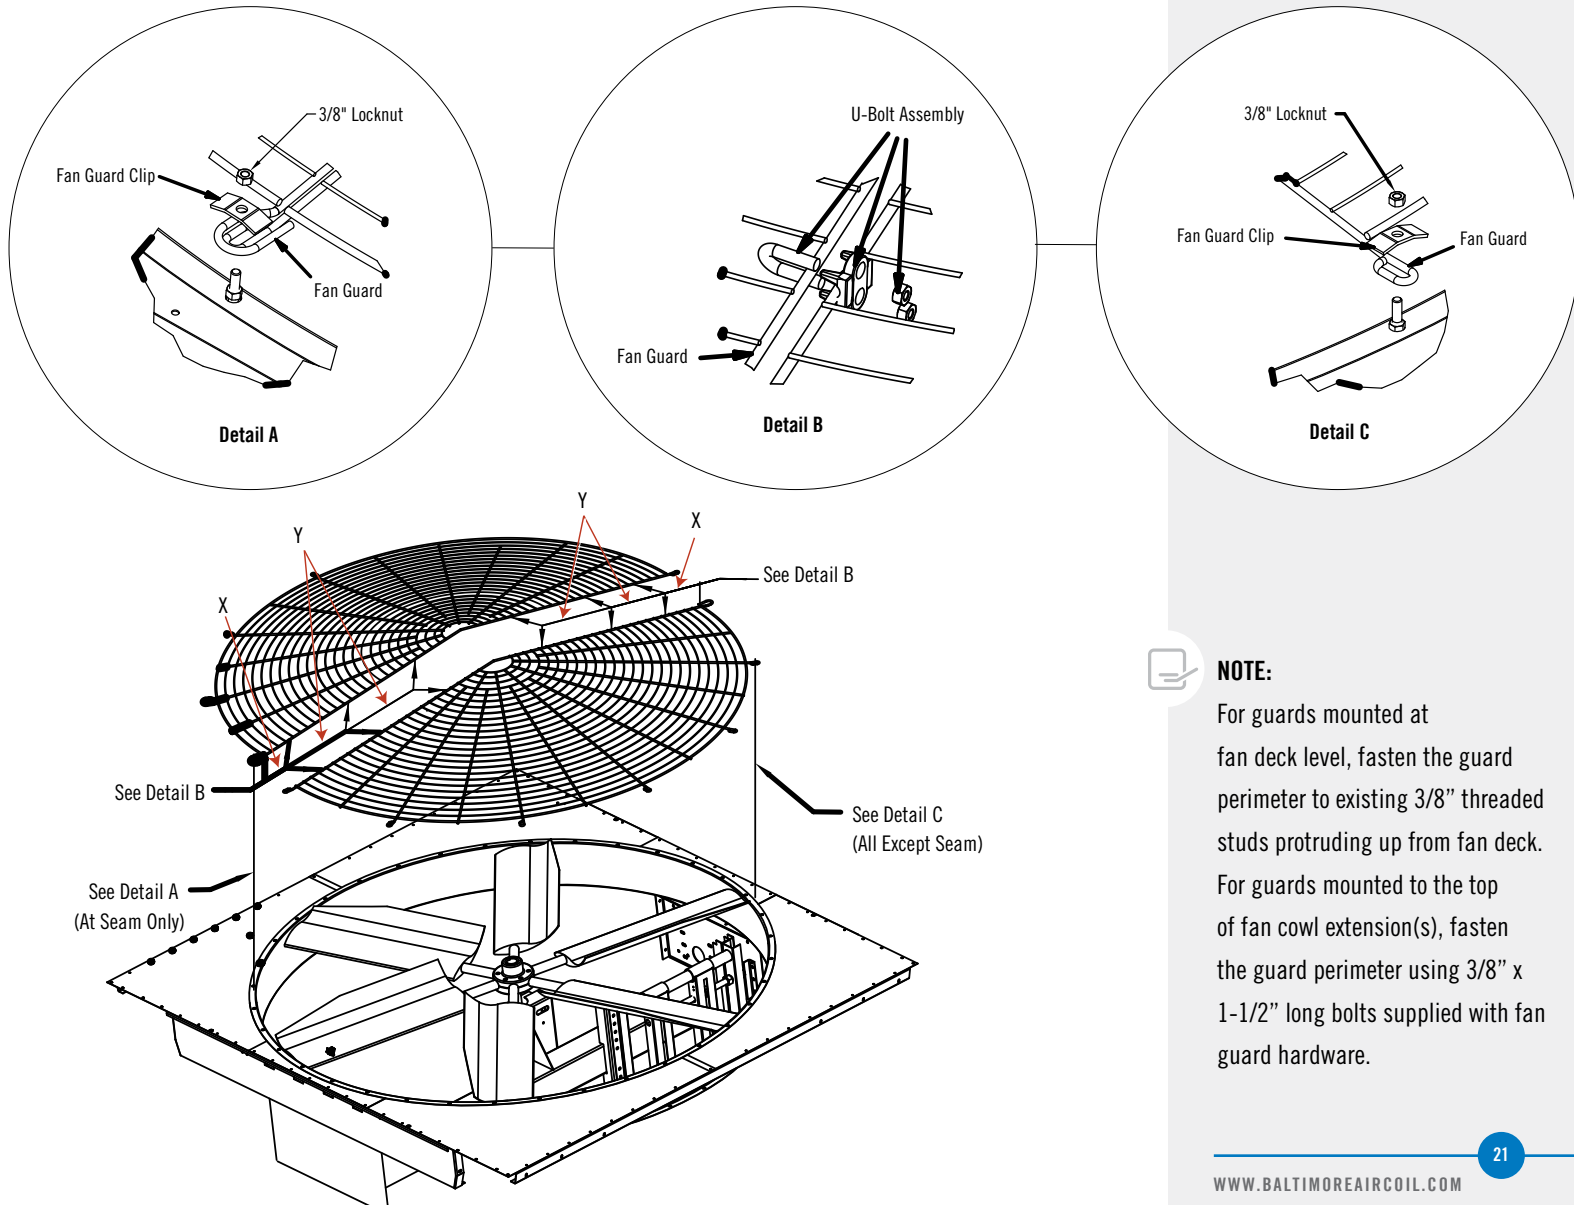 3/8" Locknut
Fan Guard Clip
Fan Guard
Detail A
U-Bolt Assembly
Fan Guard
Detail B
3/8" Locknut
Fan Guard Clip
Fan Guard
Detail C
Y
X
Y
X
See Detail B
See Detail B
See Detail C
(All Except Seam)
See Detail A
(At Seam Only)
NOTE:
For guards mounted at
fan deck level, fasten the guard
perimeter to existing 3/8” threaded
studs protruding up from fan deck.
For guards mounted to the top
of fan cowl extension(s), fasten
the guard perimeter using 3/8” x
1-1/2” long bolts supplied with fan
guard hardware.
21
WWW.BALTIMOREAIRCOIL.COM